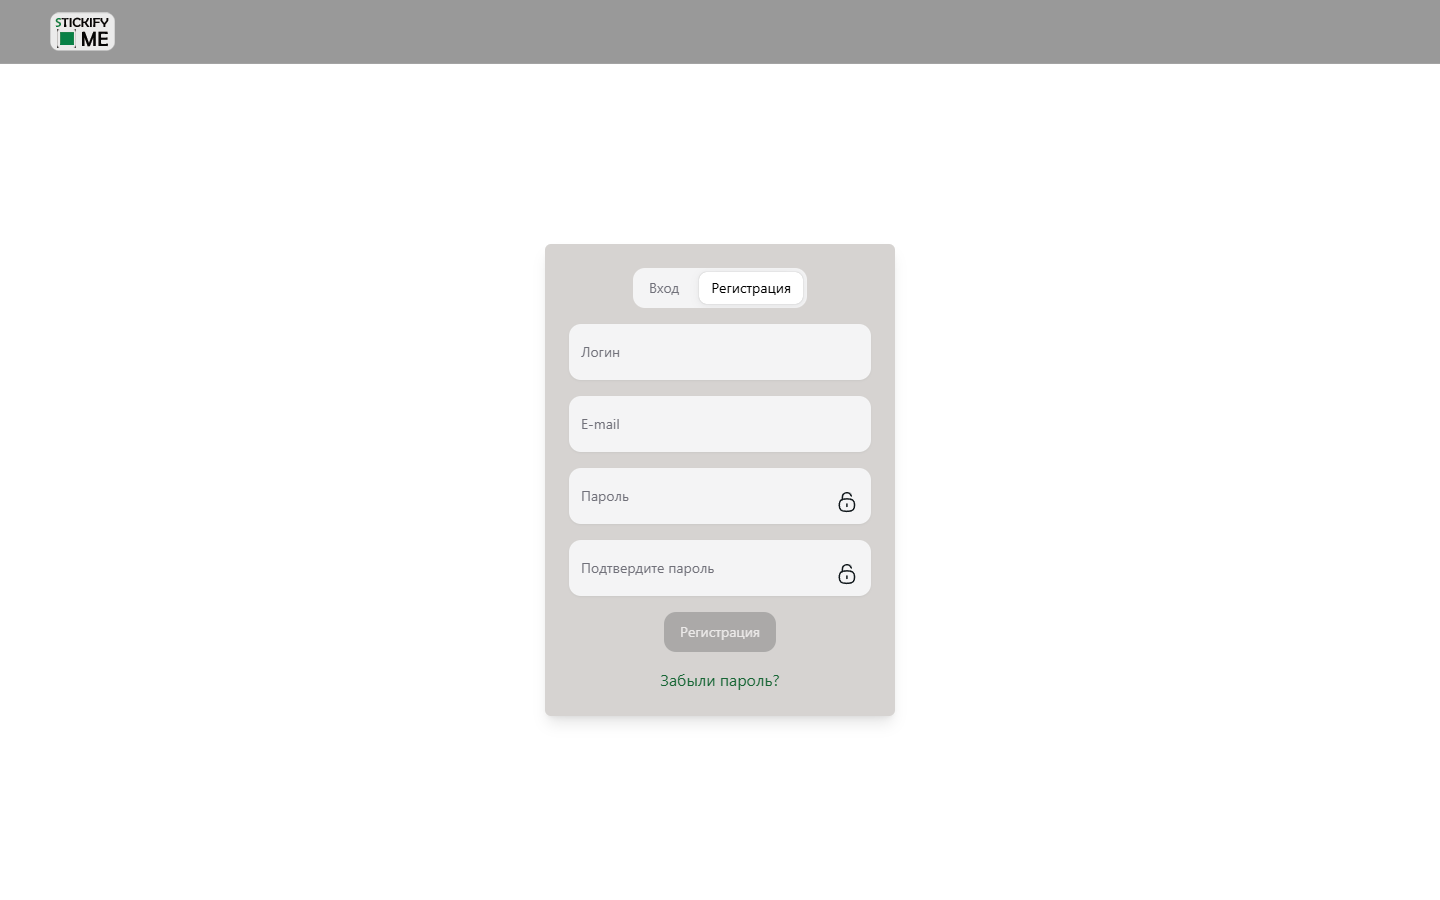 STICKIFY
ME
Вход
Регистрация
Логин
E-mail
Пароль
Подтвердите пароль
Регистрация
Забыли пароль?